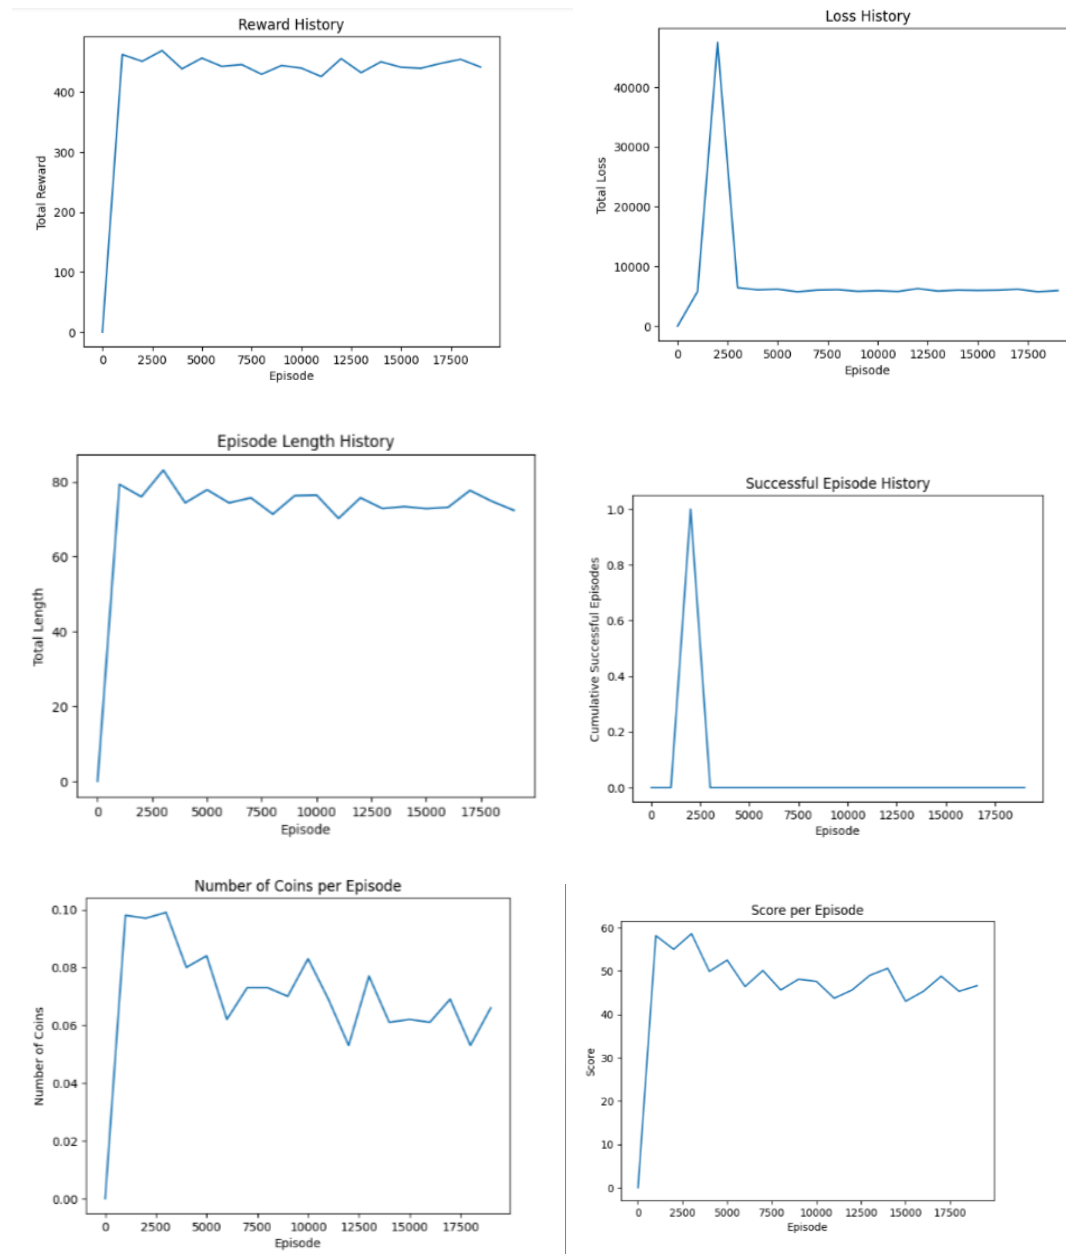 Reward History
Total Reward
400
300
200
100
0
0 2500 5000 7500 10000 12500 15000 17500
Episode
Loss History
Total Loss
40000
30000
20000
10000
0
0 2500 5000 7500 10000 12500 15000 17500
Episode
Episode Length History
Total Length
80
60
40
20
0
0 2500 5000 7500 10000 12500 15000 17500
Episode
Successful Episode History
Cumulative Successful Episodes
1.0
0.8
0.6
0.4
0.2
0.0
0 2500 5000 7500 10000 12500 15000 17500
Episode
Number of Coins per Episode
Number of Coins
0.10
0.08
0.06
0.04
0.02
0.00
0 2500 5000 7500 10000 12500 15000 17500
Episode
Score per Episode
Score
60
50
40
30
20
10
0
0 2500 5000 7500 10000 12500 15000 17500
Episode